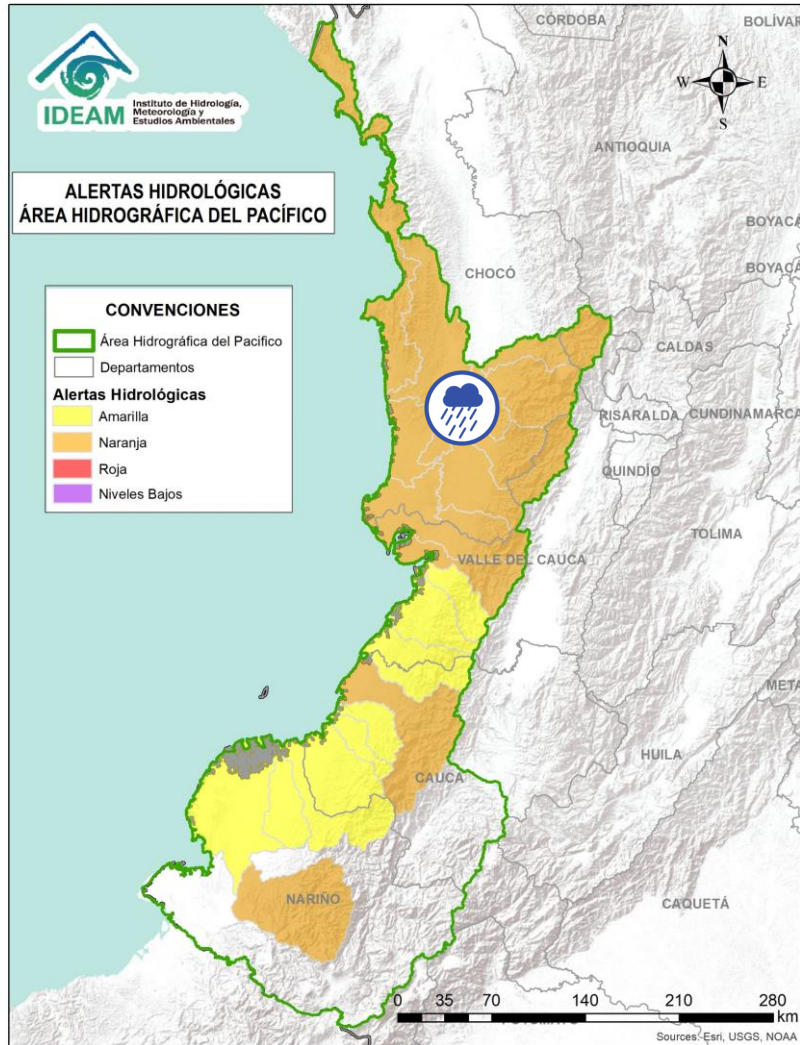 IDEAM
Instituto de Hidrología,
Meteorología y
Estudios Ambientales
ALERTAS HIDROLÓGICAS
ÁREA HIDROGRÁFICA DEL PACÍFICO
CONVENCIONES
Área Hidrográfica del Pacifico
Departamentos
Alertas Hidrológicas
Amarilla
Naranja
Roja
Niveles Bajos
N
W
E
S
CÓRDOBA
BOLÍVAR
ANTIOQUIA
BOYACÁ
BOYACÁ
CHOCÓ
CALDAS
RISARALDA
CUNDINAMARCA
QUINDÍO
TOLIMA
VALLE DEL CAUCA
META
HUILA
CAUCA
NARIÑO
CAQUETÁ
0 35 70 140 210 280
km
Sources: Esri, USGS, NOAA